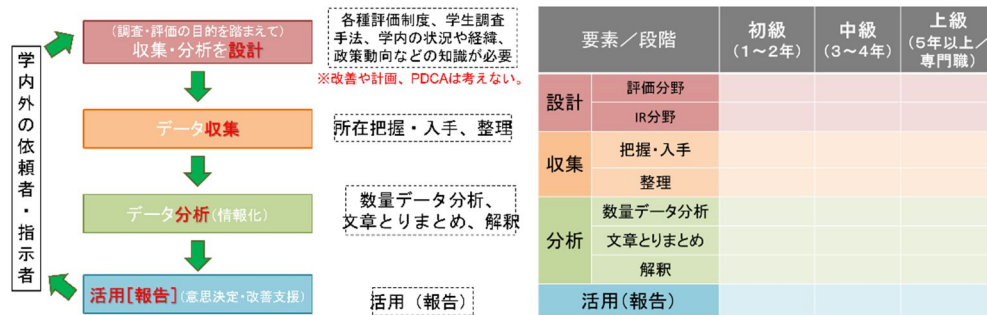 学内外の依頼者・指示者
(調査・評価の目的を踏まえて)
収集・分析を設計
データ収集
データ分析(情報化)
活用[報告](意思決定・改善支援)
各種評価制度、学生調査
手法、学内の状況や経緯、
政策動向などの知識が必要
※改善や計画、PDCAは考えない。
所在把握・入手、整理
数量データ分析、
文章とりまとめ、解釈
活用(報告)
要素/段階
初級
(1~2年)
中級
(3~4年)
上級
(5年以上/
専門職)
設計
評価分野
IR分野
収集
把握・入手
整理
分析
数量データ分析
文章とりまとめ
解釈
活用(報告)